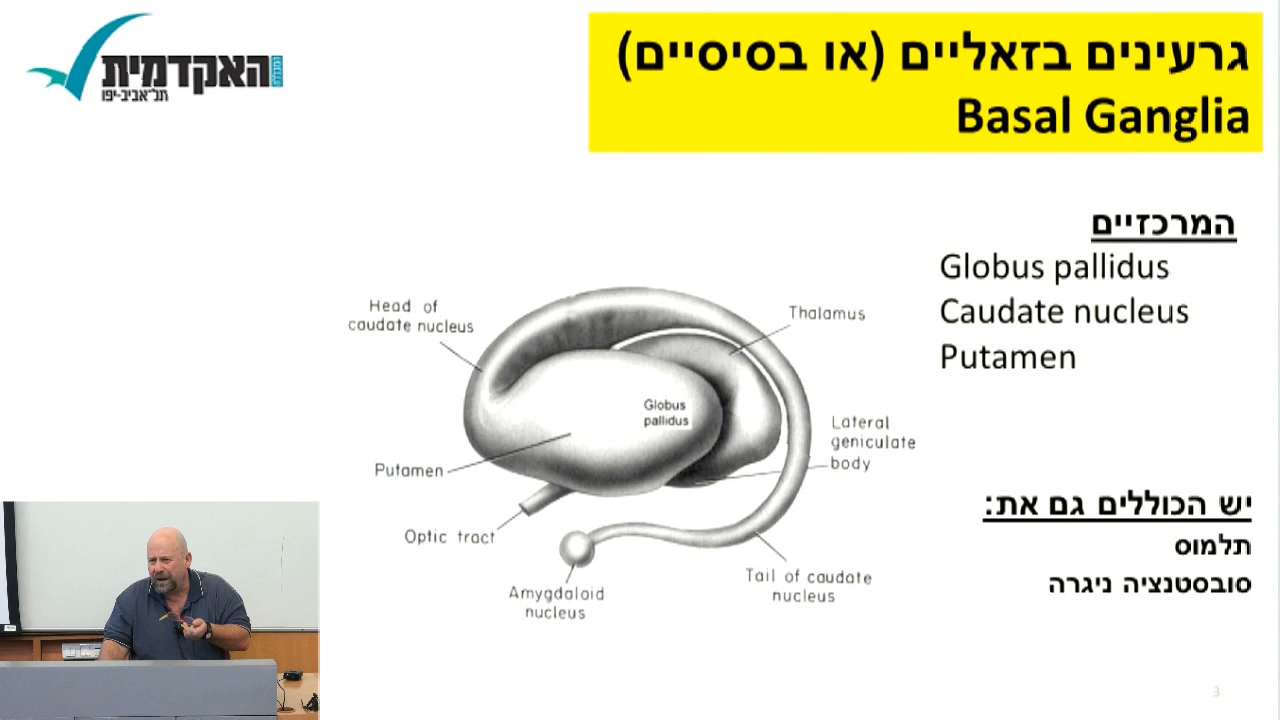 האקדמית
תל־אביב-יפו
גרעינים בזאליים (או בסיסיים)
Basal Ganglia
המרכזיים
Globus pallidus
Caudate nucleus
Putamen
Head of
caudate nucleus
Thalamus
Globus
pallidus
Lateral
geniculate
body
Putamen
Optic tract
Amygdaloid
nucleus
Tail of caudate
nucleus
יש הכוללים גם את:
תלמוס
סובסטנציה ניגרה
3